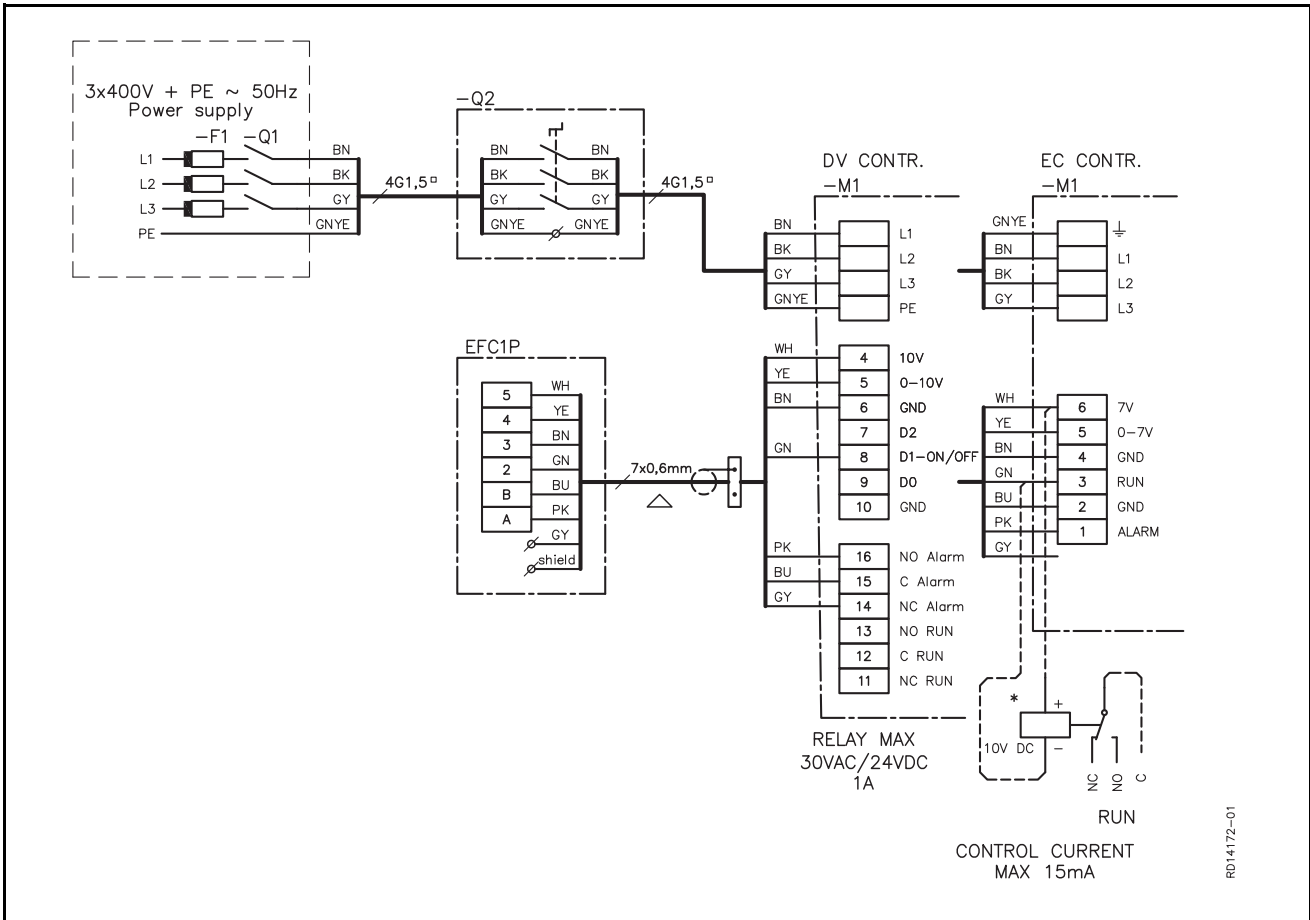 3x400V + PE ~ 50Hz
Power supply
-F1 -Q1
L1 BN
L2 BK
L3 GY
PE GNYE
4G1,5
-Q2
BN BN
BK BK
GY GY
GNYE GNYE
4G1,5
DV CONTR.
-M1
BN L1
BK L2
GY L3
GNYE PE
EC CONTR.
-M1
GNYE
BN L1
BK L2
GY L3
EFC1P
5 WH
4 YE
3 BN
2 GN
B BU
A PK
GY
shield
7x0,6mm
WH 4 10V
YE 5 0-10V
BN 6 GND
7 D2
GN 8 D1-ON/OFF
9 D0
10 GND
PK 16 NO Alarm
BU 15 C Alarm
GY 14 NC Alarm
13 NO RUN
12 C RUN
11 NC RUN
RELAY MAX
30VAC/24VDC
1A
WH 6 7V
YE 5 0-7V
BN 4 GND
GN 3 RUN
BU 2 GND
PK 1 ALARM
GY
*
+
10V DC -
NC NO C
RUN
CONTROL CURRENT
MAX 15mA
RD14172-01